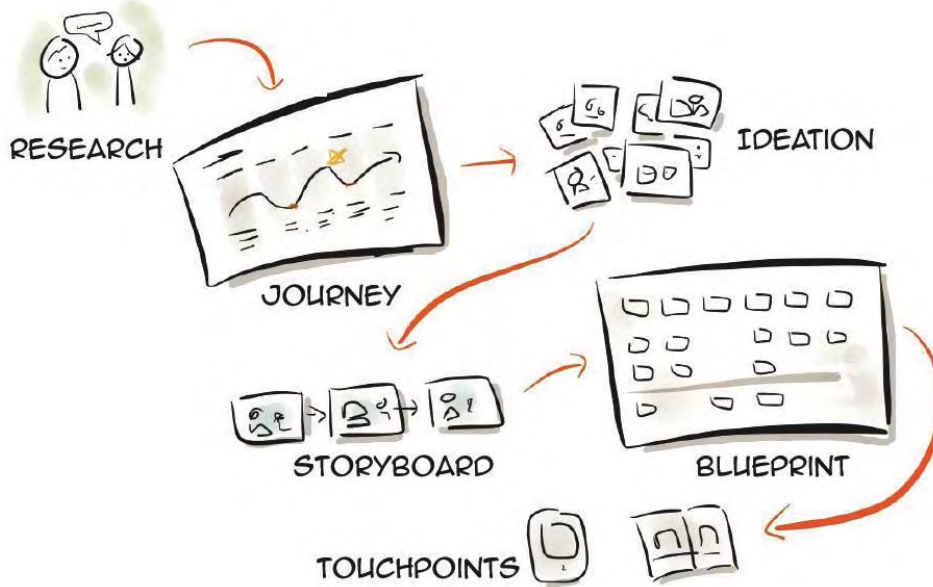 RESEARCH
JOURNEY
IDEATION
STORYBOARD
BLUEPRINT
TOUCHPOINTS